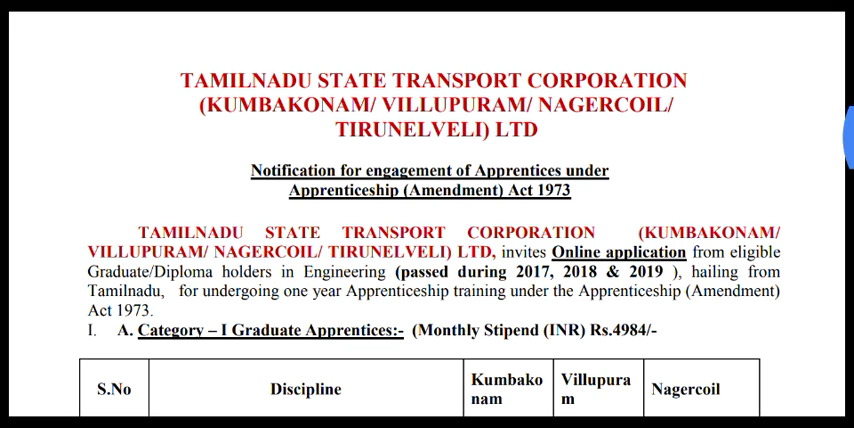 TAMILNADU STATE TRANSPORT CORPORATION
(KUMBAKONAM/ VILLUPURAM/ NAGERCOIL/
TIRUNELVELI) LTD
Notification for engagement of Apprentices under
Apprenticeship (Amendment) Act 1973
TAMILNADU STATE TRANSPORT CORPORATION (KUMBAKONAM/
VILLUPURAM/ NAGERCOIL/ TIRUNELVELI) LTD, invites Online application from eligible
Graduate/Diploma holders in Engineering (passed during 2017, 2018 & 2019 ), hailing from
Tamilnadu, for undergoing one year Apprenticeship training under the Apprenticeship (Amendment)
Act 1973.
I. A. Category – I Graduate Apprentices:- (Monthly Stipend (INR) Rs.4984/-
S.No Discipline Kumbako Villupura Nagercoil
nam m